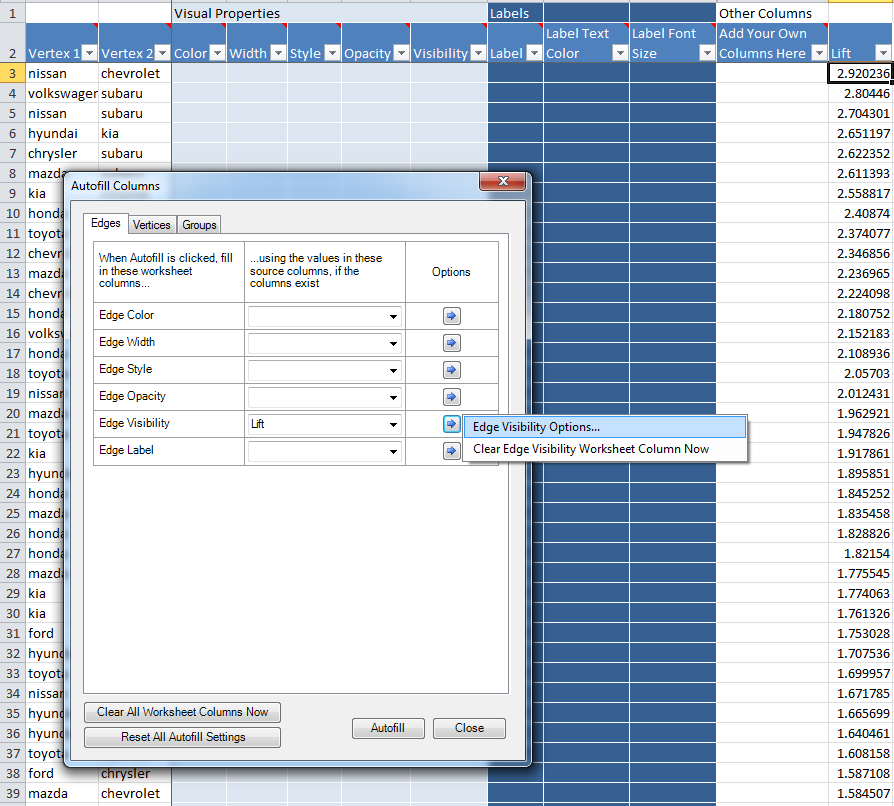 1 Visual Properties Labels Other Columns
2 Vertex 1 Vertex 2 Color Width Style Opacity Visibility Label Label Text Color Label Font Size Add Your Own Columns Here Lift
3 nissan chevrolet 2.920236
4 volkswagen subaru 2.80446
5 nissan subaru 2.704301
6 hyundai kia 2.651197
7 chrysler subaru 2.622352
8 mazda 2.611393
9 kia 2.558817
10 honda 2.40874
11 toyota 2.374077
12 chevr 2.346856
13 mazda 2.236965
14 chevr 2.224098
15 honda 2.180752
16 volksw 2.152183
17 honda 2.108936
18 toyota 2.05703
19 nissan 2.012431
20 mazda 1.962921
21 toyota 1.947826
22 kia 1.917861
23 hyund 1.895851
24 honda 1.845252
25 mazda 1.835458
26 honda 1.828826
27 honda 1.82154
28 mazda 1.775545
29 kia 1.774063
30 kia 1.761326
31 ford 1.753028
32 hyund 1.707536
33 toyota 1.699957
34 nissan 1.671785
35 hyund 1.665699
36 hyund 1.640461
37 toyota 1.608158
38 ford chrysler 1.587108
39 mazda chevrolet 1.584507
Autofill Columns
Edges Vertices Groups
When Autofill is clicked, fill
in these worksheet
columns...
...using the values in these
source columns, if the
columns exist
Options
Edge Color
Edge Width
Edge Style
Edge Opacity
Edge Visibility Lift
Edge Label
Edge Visibility Options...
Clear Edge Visibility Worksheet Column Now
Clear All Worksheet Columns Now
Reset All Autofill Settings
Autofill Close